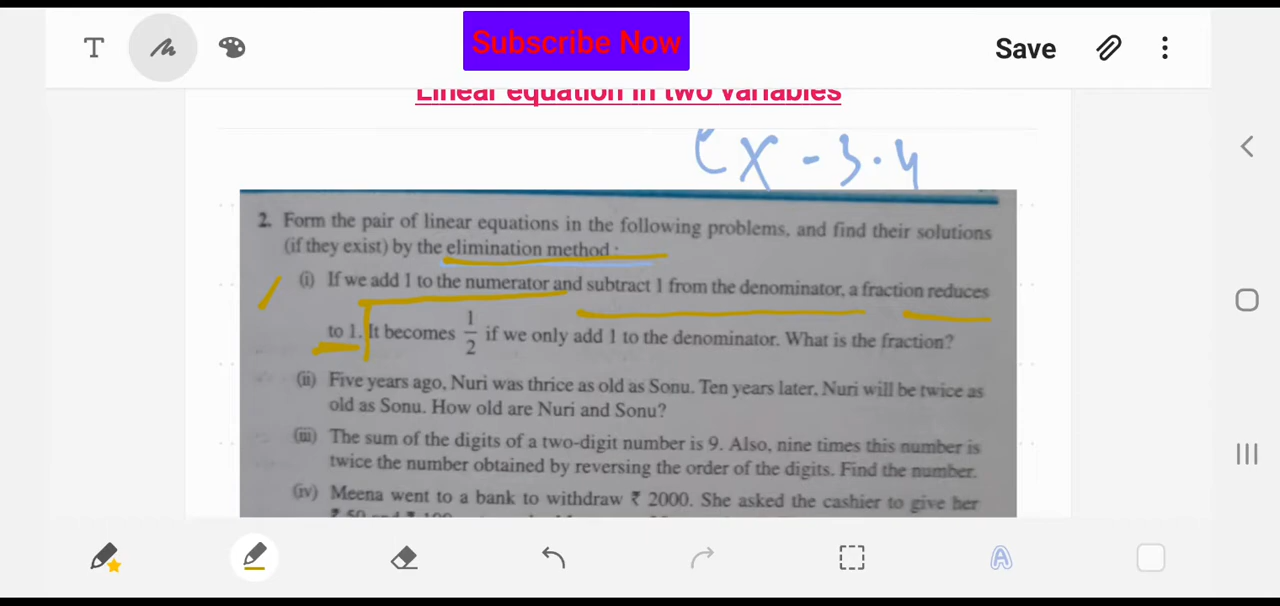 T
Subscribe Now
Save
Linear equation in two variables
x - 3.4
2. Form the pair of linear equations in the following problems, and find their solutions
(if they exist) by the elimination method :
(i) If we add 1 to the numerator and subtract 1 from the denominator, a fraction reduces
to 1. It becomes 1/2 if we only add 1 to the denominator. What is the fraction?
(ii) Five years ago, Nuri was thrice as old as Sonu. Ten years later, Nuri will be twice as
old as Sonu. How old are Nuri and Sonu?
(iii) The sum of the digits of a two-digit number is 9. Also, nine times this number is
twice the number obtained by reversing the order of the digits. Find the number.
(iv) Meena went to a bank to withdraw ₹ 2000. She asked the cashier to give her
A